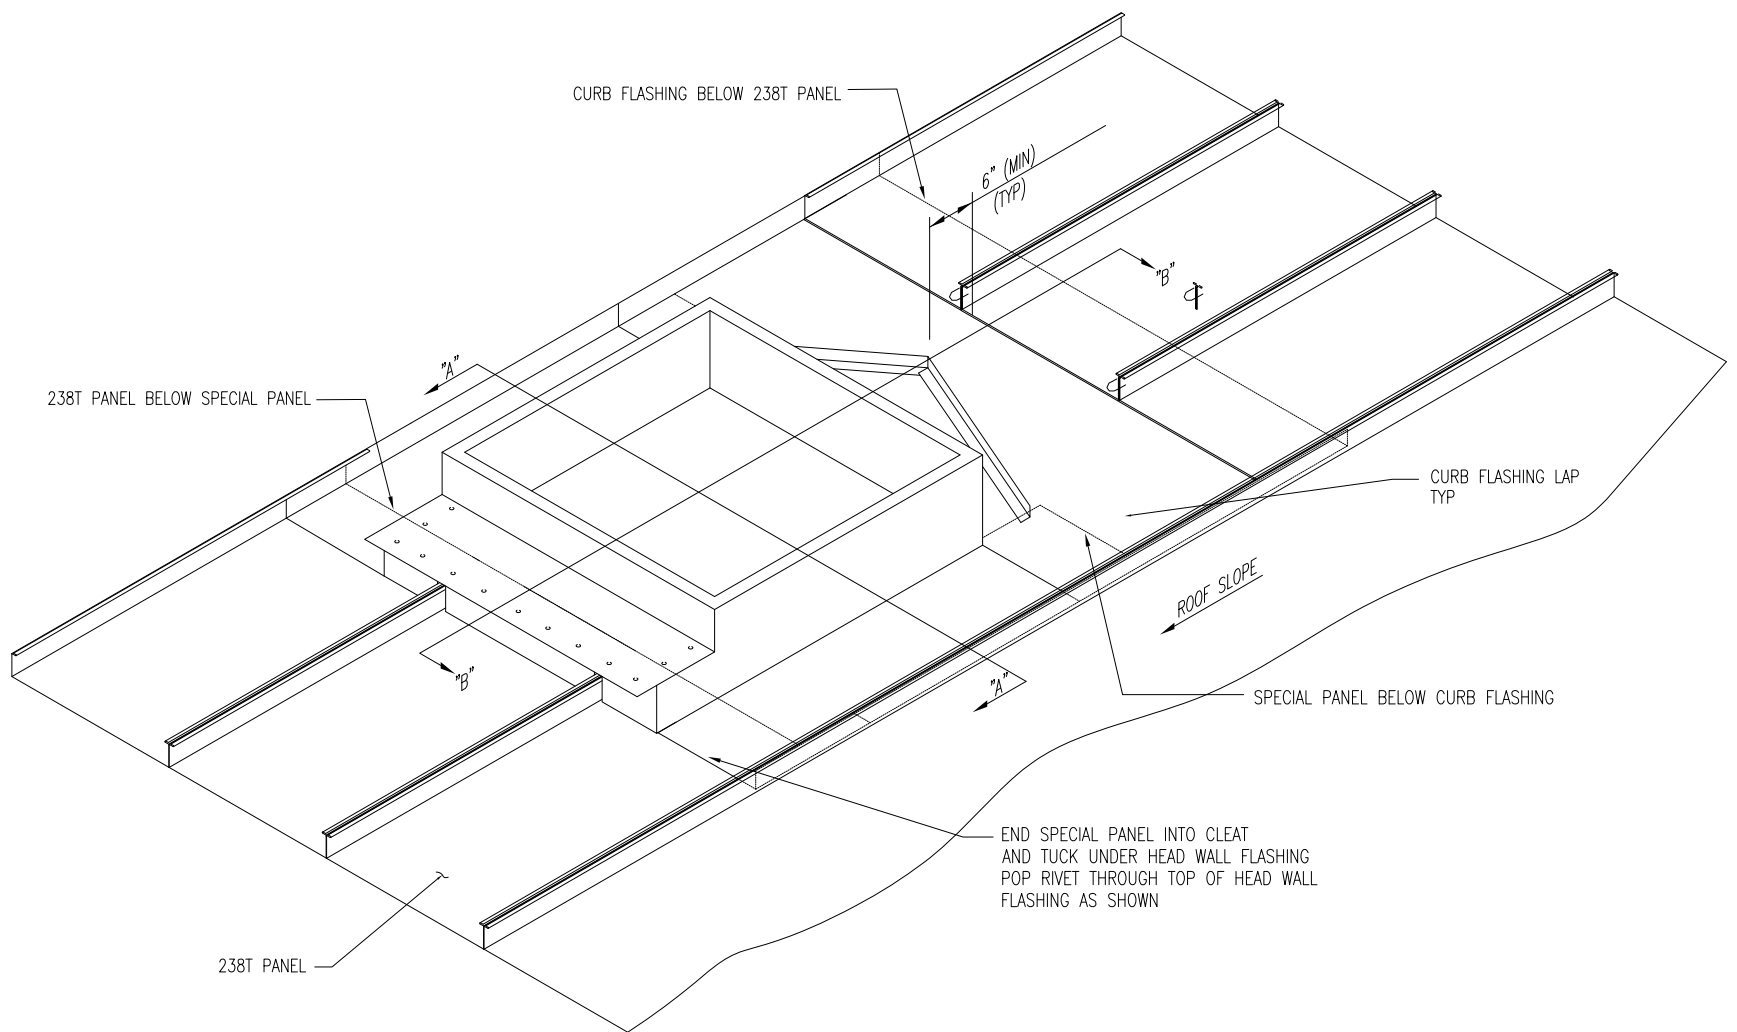 CURB FLASHING BELOW 238T PANEL
6" (MIN)
(TYP)
"B"
"A"
238T PANEL BELOW SPECIAL PANEL
CURB FLASHING LAP
TYP
ROOF SLOPE
"B"
"A"
SPECIAL PANEL BELOW CURB FLASHING
END SPECIAL PANEL INTO CLEAT
AND TUCK UNDER HEAD WALL FLASHING
POP RIVET THROUGH TOP OF HEAD WALL
FLASHING AS SHOWN
238T PANEL